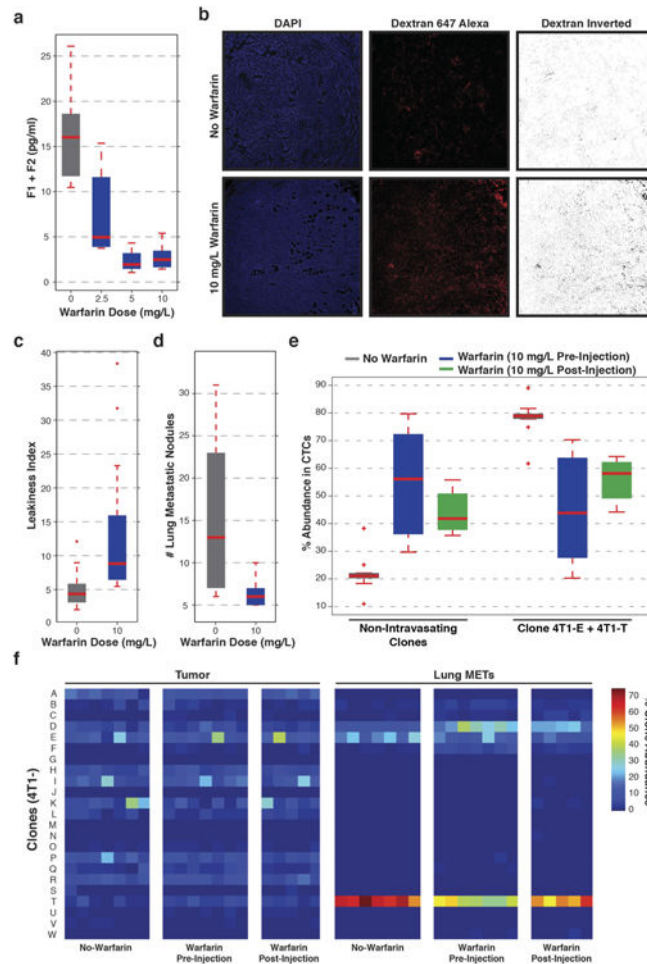 a
F1 + F2 (pg/ml)
25
20
15
10
5
0
0 2.5 5 10
Warfarin Dose (mg/L)
b
DAPI Dextran 647 Alexa Dextran Inverted
No Warfarin
10 mg/L Warfarin
c
Leakiness Index
40
35
30
25
20
15
10
5
0
0 10
Warfarin Dose (mg/L)
d
# Lung Metastatic Nodules
30
25
20
15
10
5
0 10
Warfarin Dose (mg/L)
e
No Warfarin
Warfarin (10 mg/L Pre-Injection)
Warfarin (10 mg/L Post-Injection)
% Abundance in CTCs
90
80
70
60
50
40
30
20
10
Non-Intravasating
Clones
Clone 4T1-E + 4T1-T
f
Tumor Lung METs
Clones (4T1-)
A
B
C
D
E
F
G
H
I
J
K
L
M
N
O
P
Q
R
S
T
U
V
W
No-Warfarin
Warfarin
Pre-Injection
Warfarin
Post-Injection
No-Warfarin
Warfarin
Pre-Injection
Warfarin
Post-Injection
70
60
50
40
30
20
10
0